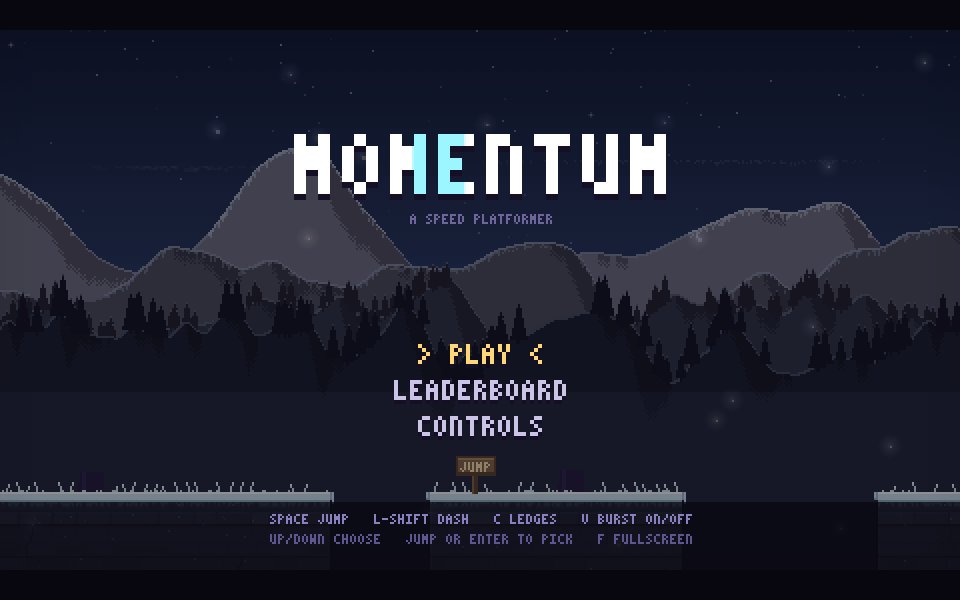 MOMENTUM
A SPEED PLATFORMER
> PLAY <
LEADERBOARD
CONTROLS
JUMP
SPACE JUMP L-SHIFT DASH C LEDGES V BURST ON/OFF
UP/DOWN CHOOSE JUMP OR ENTER TO PICK F FULLSCREEN